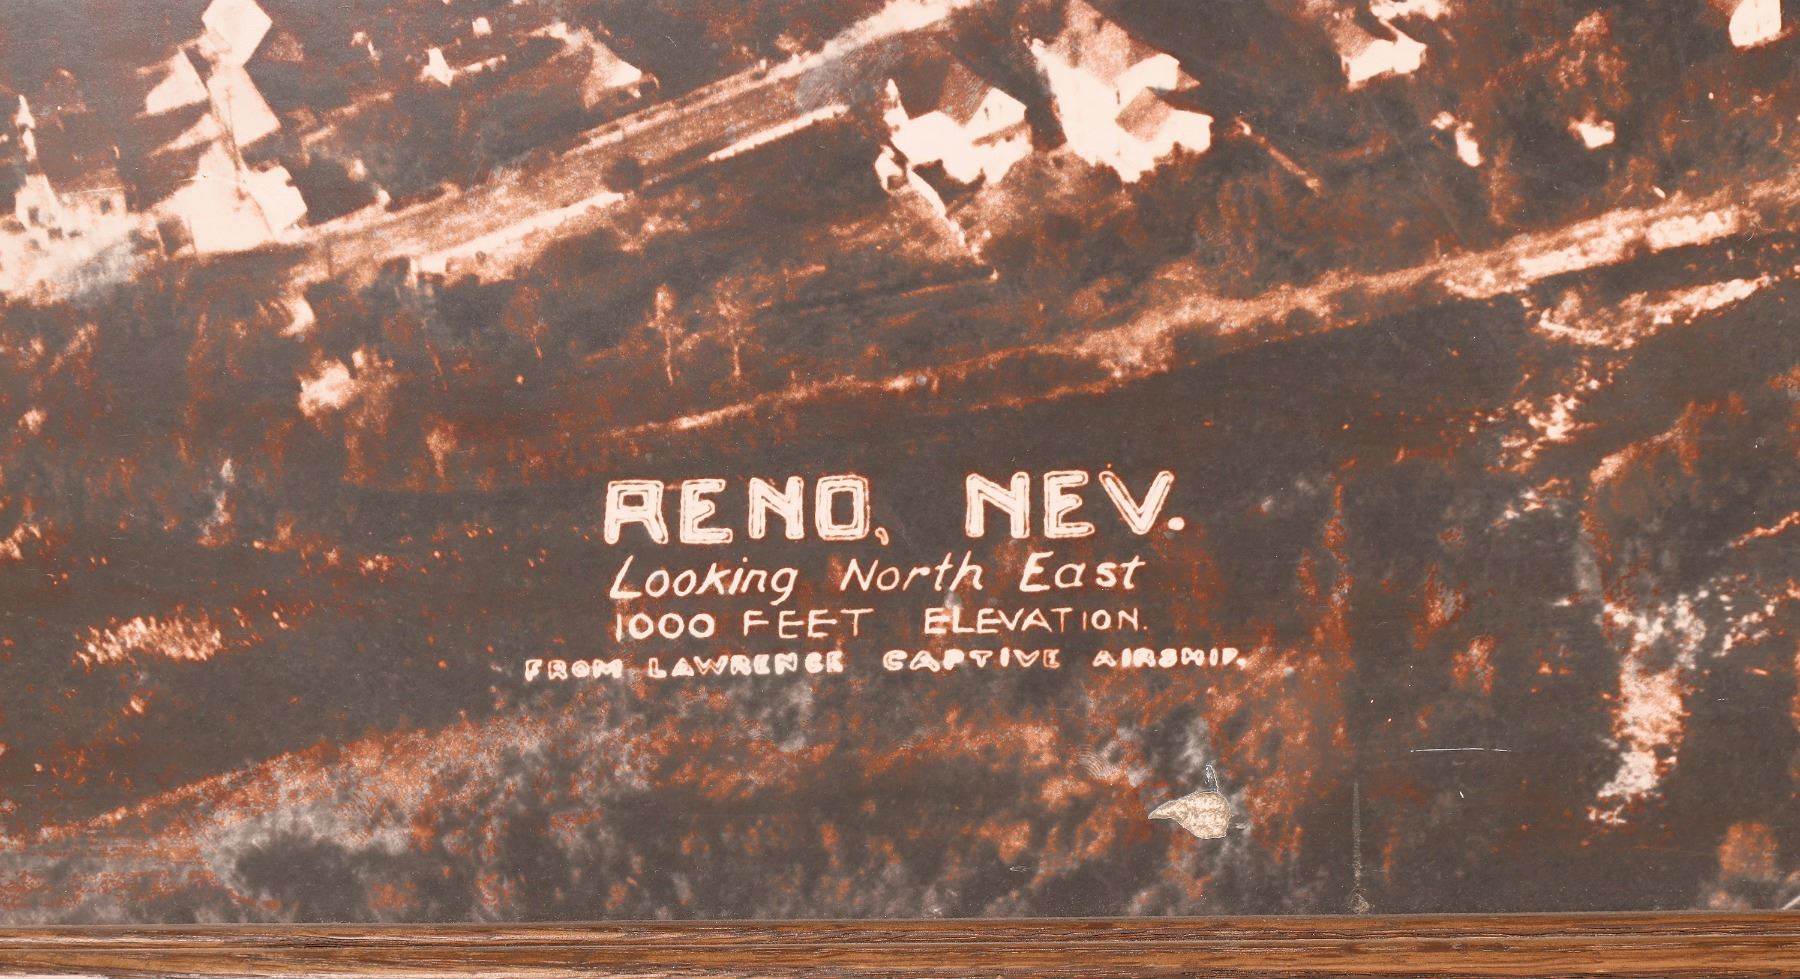 RENO, NEV.
Looking North East
1000 FEET ELEVATION.
FROM LAWRENCE CAPTIVE AIRSHIP.